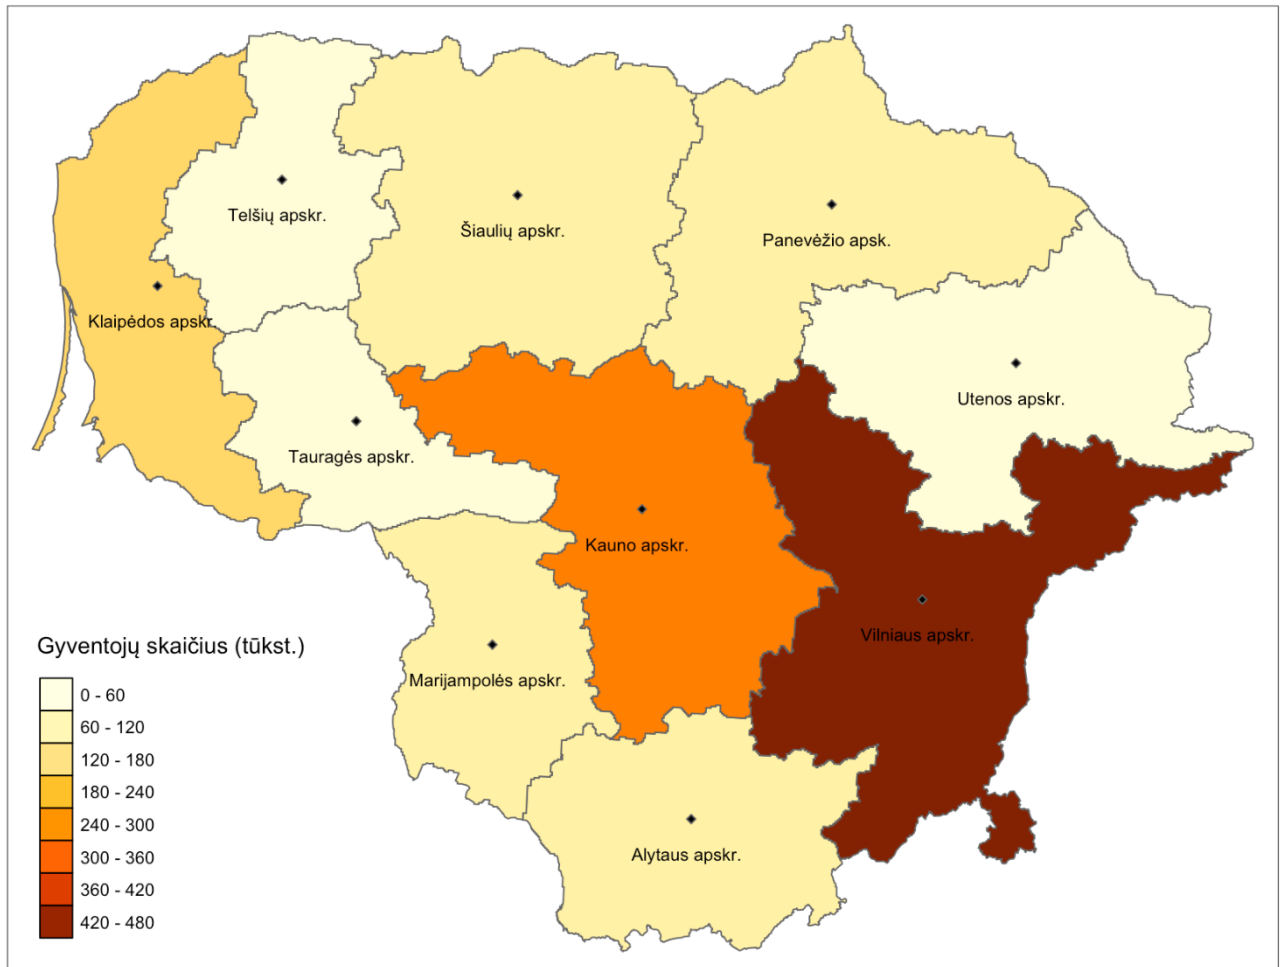 Telšių apskr.
Šiaulių apskr.
Panevėžio apsk.
Klaipėdos apskr.
Utenos apskr.
Tauragės apskr.
Kauno apskr.
Vilniaus apskr.
Marijampolės apskr.
Alytaus apskr.
Gyventojų skaičius (tūkst.)
0 - 60
60 - 120
120 - 180
180 - 240
240 - 300
300 - 360
360 - 420
420 - 480